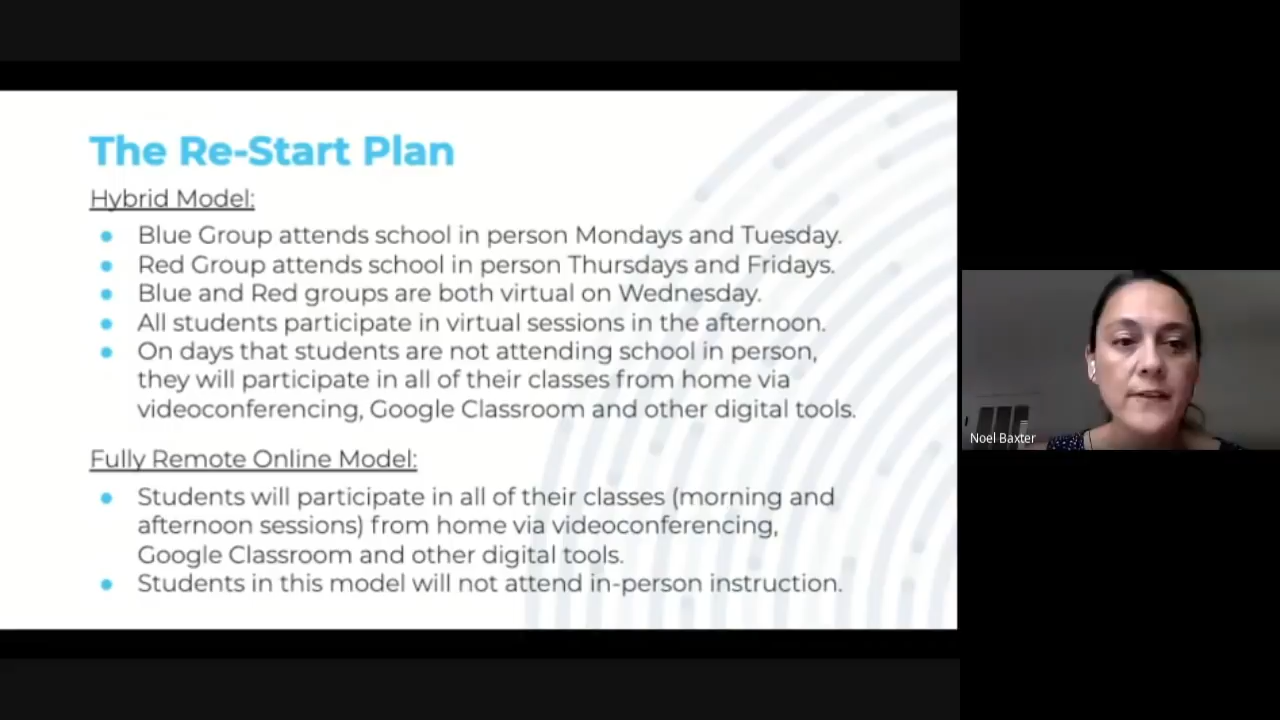 The Re-Start Plan
Hybrid Model:
Blue Group attends school in person Mondays and Tuesday.
Red Group attends school in person Thursdays and Fridays.
Blue and Red groups are both virtual on Wednesday.
All students participate in virtual sessions in the afternoon.
On days that students are not attending school in person,
they will participate in all of their classes from home via
videoconferencing, Google Classroom and other digital tools.
Fully Remote Online Model:
Students will participate in all of their classes (morning and
afternoon sessions) from home via videoconferencing,
Google Classroom and other digital tools.
Students in this model will not attend in-person instruction.
Noel Baxter